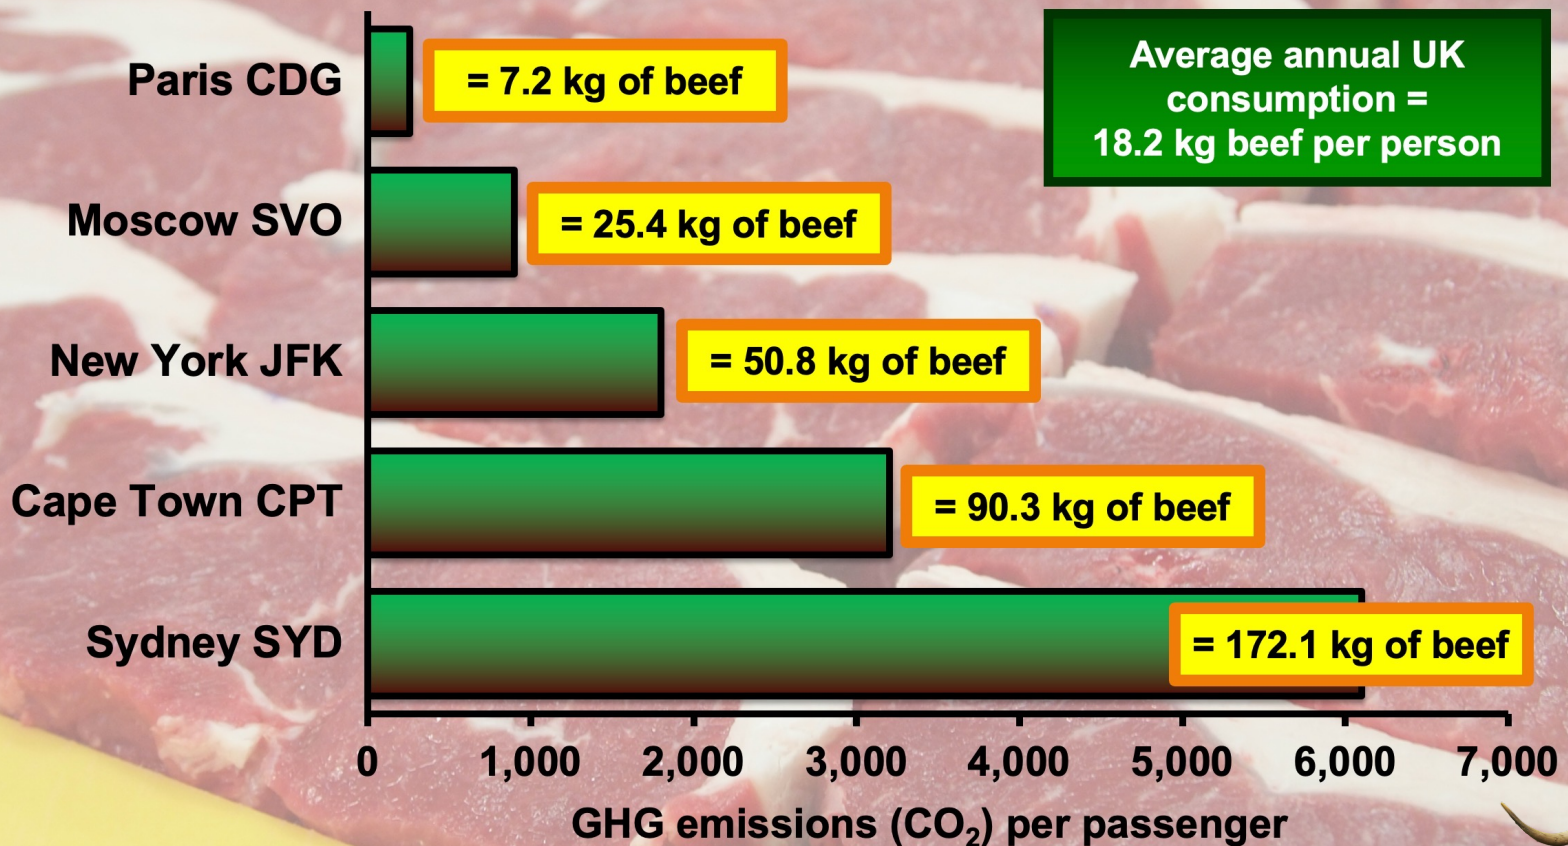 Average annual UK
consumption =
18.2 kg beef per person
Paris CDG
= 7.2 kg of beef
Moscow SVO
= 25.4 kg of beef
New York JFK
= 50.8 kg of beef
Cape Town CPT
= 90.3 kg of beef
Sydney SYD
= 172.1 kg of beef
0 1,000 2,000 3,000 4,000 5,000 6,000 7,000
GHG emissions (CO₂) per passenger